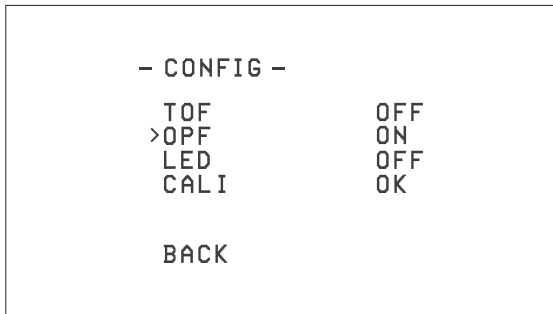 - CONFIG -
TOF OFF
>OPF ON
LED OFF
CALI OK
BACK